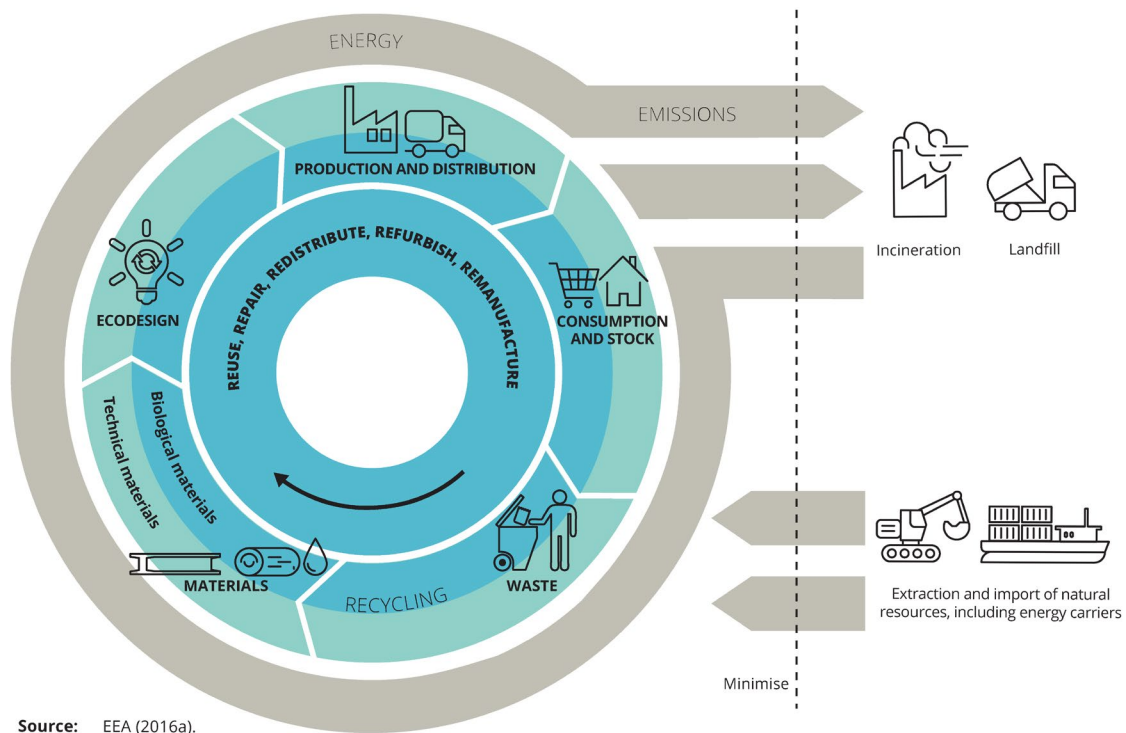 ENERGY
EMISSIONS
PRODUCTION AND DISTRIBUTION
Incineration
Landfill
REUSE, REPAIR, REDISTRIBUTE, REFURBISH, REMANUFACTURE
ECODESIGN
CONSUMPTION
AND STOCK
Technical materials
Biological materials
MATERIALS
RECYCLING
WASTE
Extraction and import of natural
resources, including energy carriers
Minimise
Source: EEA (2016a).